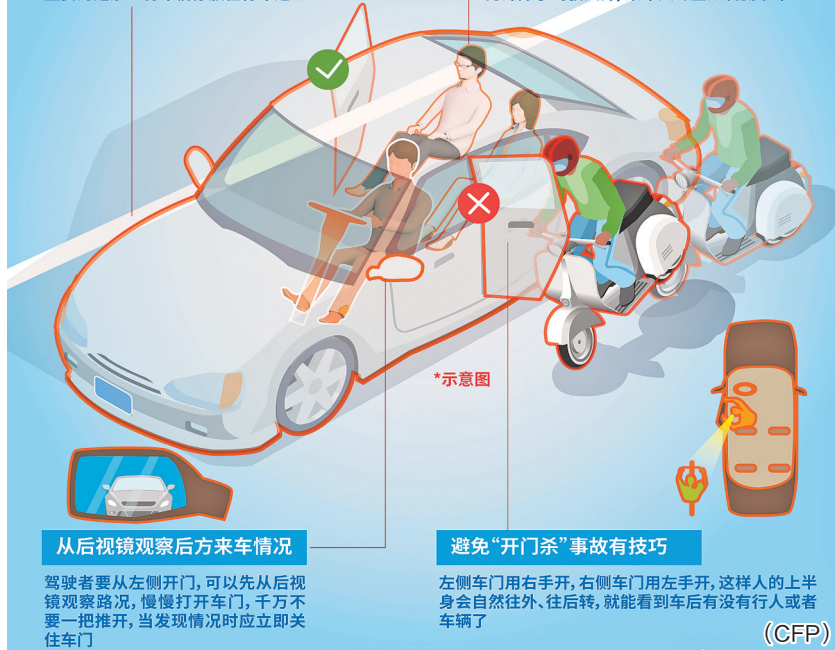 *示意图
从后视镜观察后方来车情况
驾驶者要从左侧开门，可以先从后视
镜观察路况，慢慢打开车门，千万不
要一把推开，当发现情况时应立即关
住车门
避免“开门杀”事故有技巧
左侧车门用右手开，右侧车门用左手开，这样人的上半
身会自然往外、往后转，就能看到车后有没有行人或者
车辆了
（CFP）